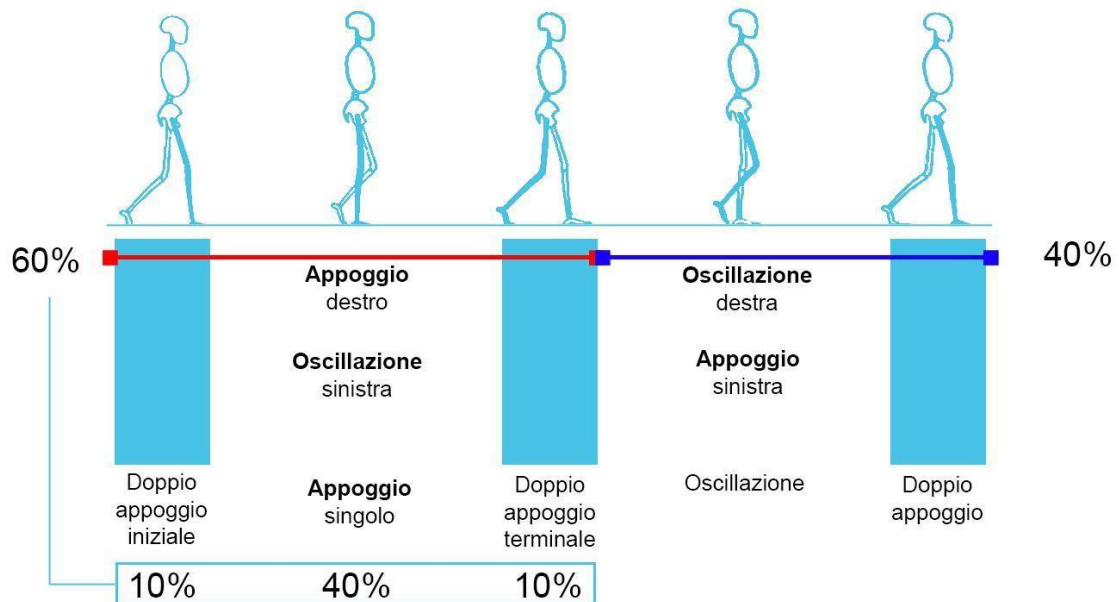 60%
40%
Appoggio
destro
Oscillazione
destra
Oscillazione
sinistra
Appoggio
sinistra
Doppio
appoggio
iniziale
Appoggio
singolo
Doppio
appoggio
terminale
Oscillazione
Doppio
appoggio
10% 40% 10%